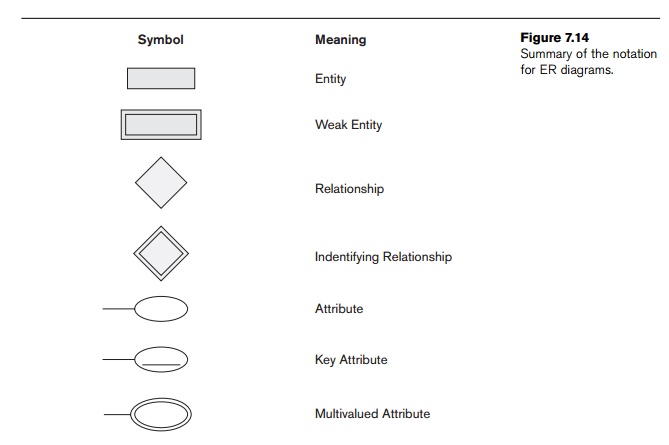 Symbol
Meaning
Figure 7.14
Summary of the notation
for ER diagrams.
Entity
Weak Entity
Relationship
Indentifying Relationship
Attribute
Key Attribute
Multivalued Attribute